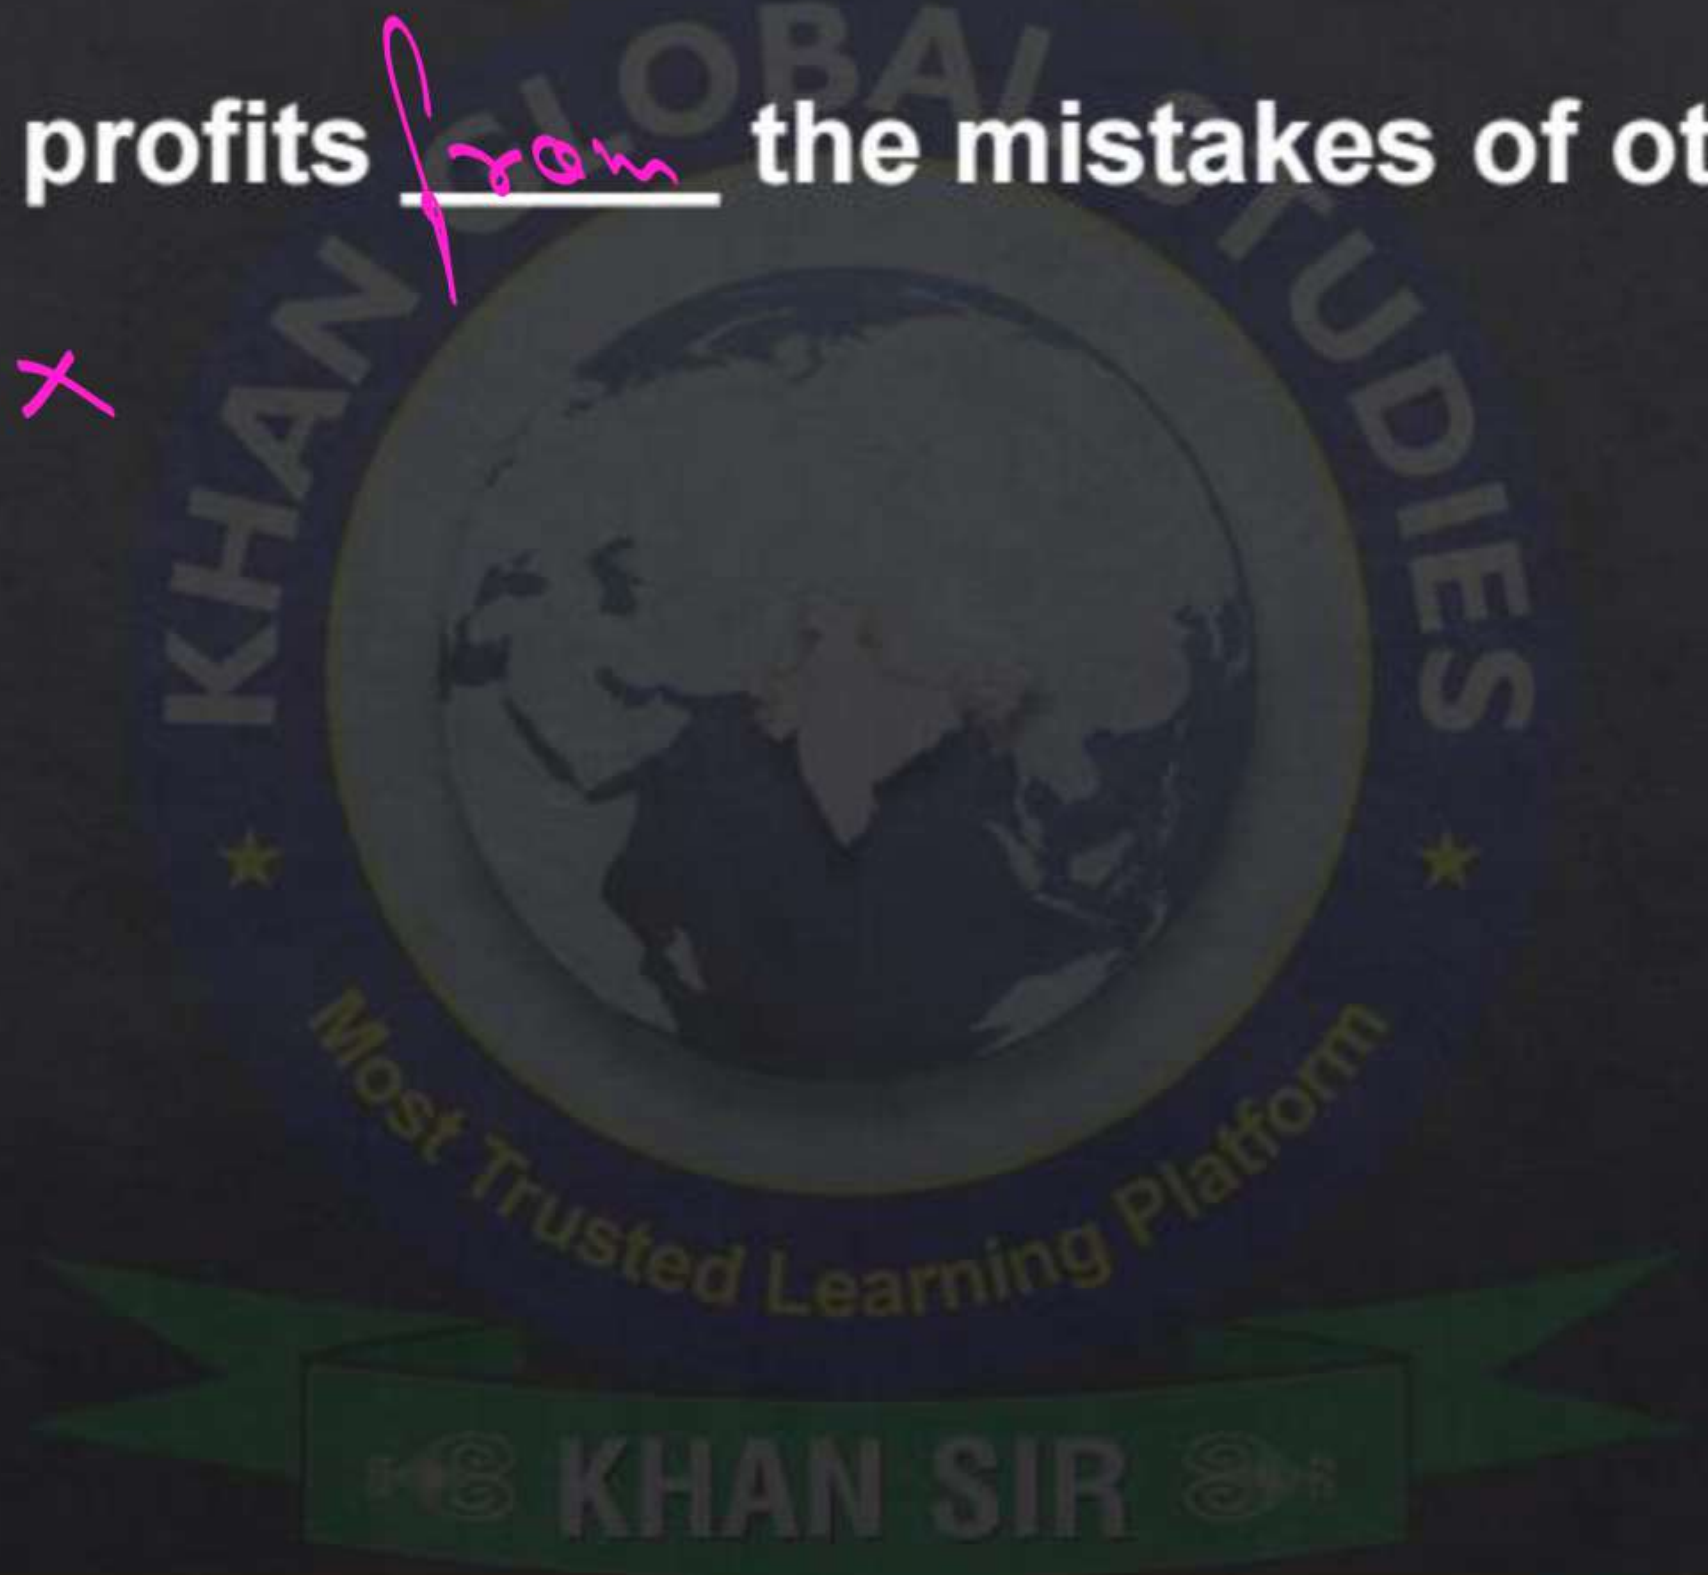 profits from the mistakes of ot
x
KHAN GLOBAL STUDIES
Most Trusted Learning Platform
KHAN SIR